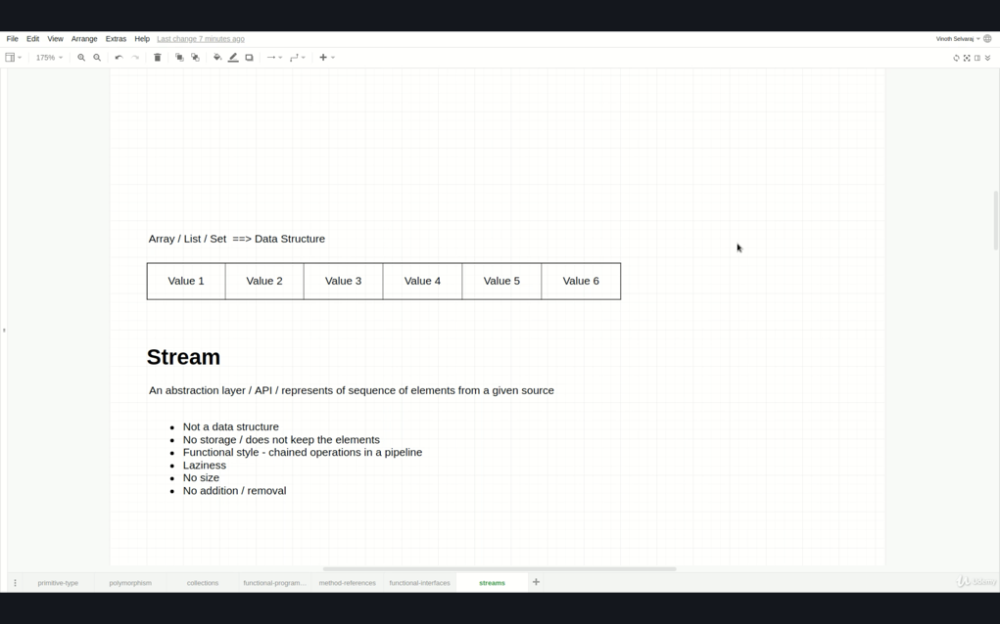 File Edit View Arrange Extras Help Last change 7 minutes ago Vinoth Selvaraj
175%
Array / List / Set ==> Data Structure
Value 1 Value 2 Value 3 Value 4 Value 5 Value 6
Stream
An abstraction layer / API / represents of sequence of elements from a given source
• Not a data structure
• No storage / does not keep the elements
• Functional style - chained operations in a pipeline
• Laziness
• No size
• No addition / removal
primitive-type polymorphism collections functional-program... method-references functional-interfaces streams
Udemy